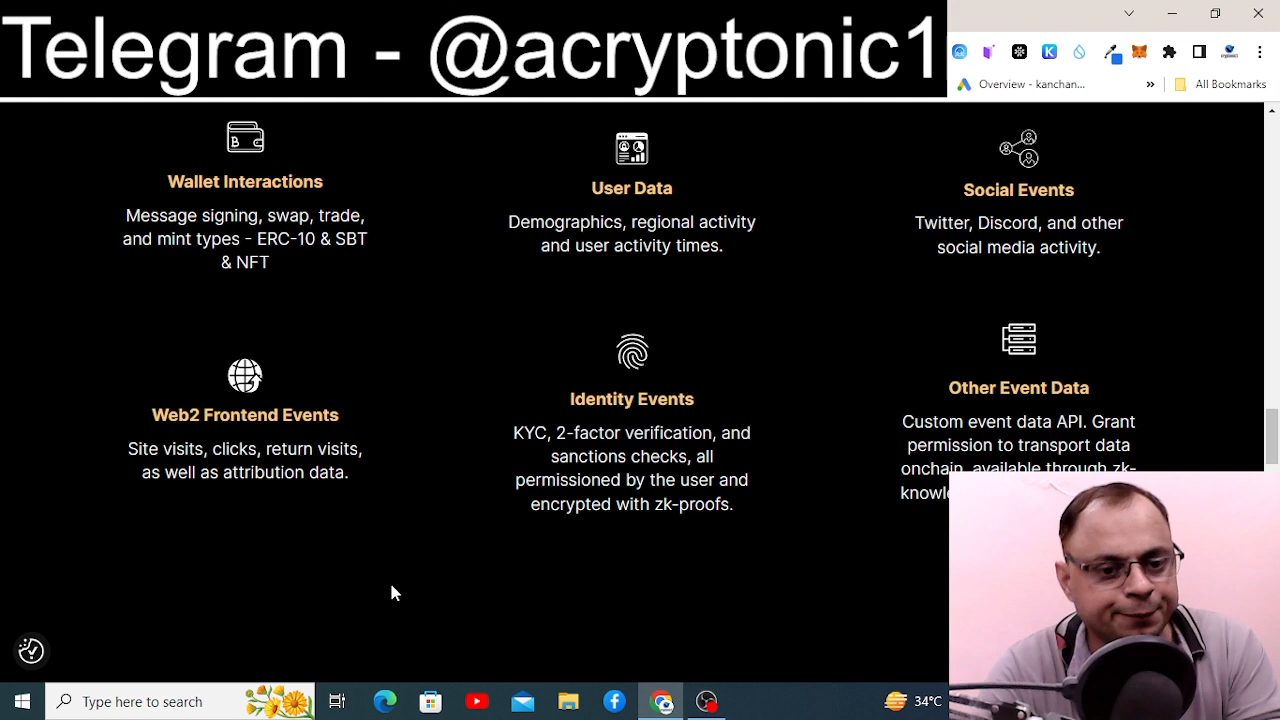 Telegram - @acryptonic1
Overview - kanchan...
»
All Bookmarks
Wallet Interactions
Message signing, swap, trade,
and mint types - ERC-10 & SBT
& NFT
User Data
Demographics, regional activity
and user activity times.
Social Events
Twitter, Discord, and other
social media activity.
Web2 Frontend Events
Site visits, clicks, return visits,
as well as attribution data.
Identity Events
KYC, 2-factor verification, and
sanctions checks, all
permissioned by the user and
encrypted with zk-proofs.
Other Event Data
Custom event data API. Grant
permission to transport data
onchain, available through zk-
Type here to search
34°C